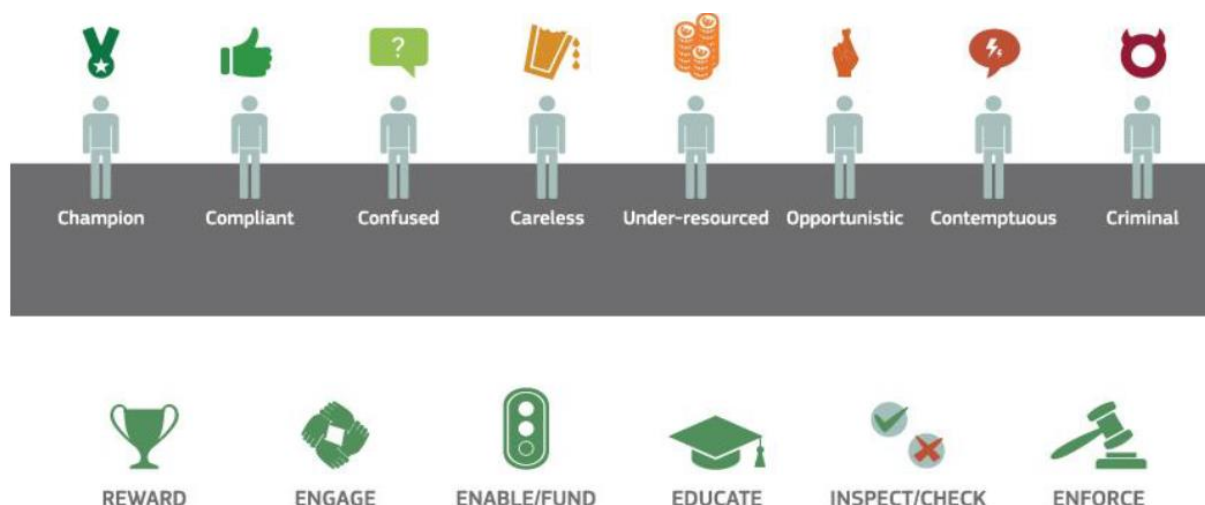 ?
Champion Compliant Confused Careless Under-resourced Opportunistic Contemptuous Criminal
REWARD ENGAGE ENABLE/FUND EDUCATE INSPECT/CHECK ENFORCE